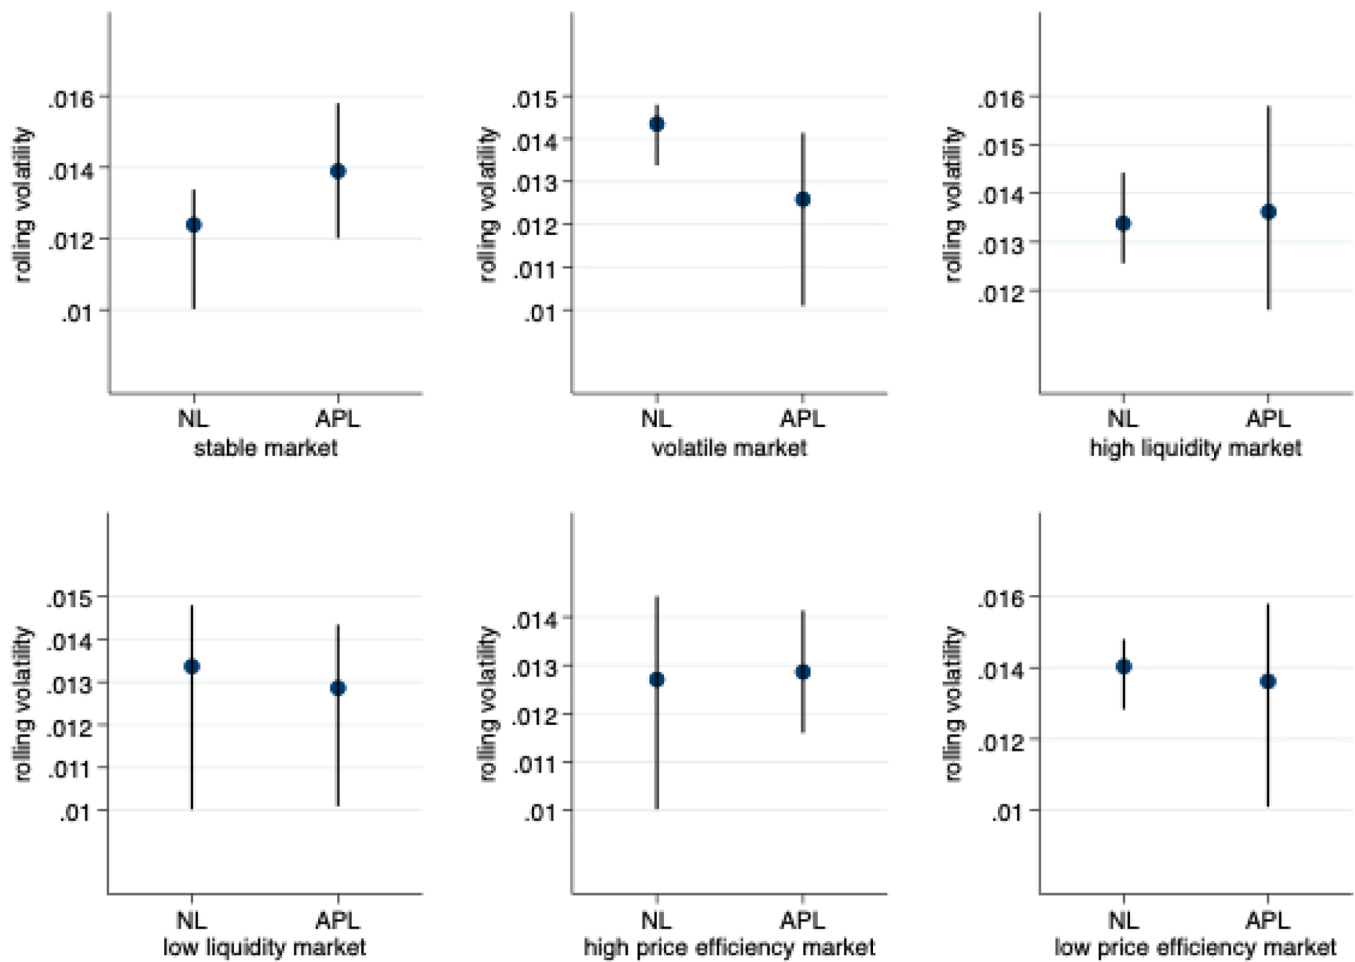 rolling volatility
.016
.014
.012
.01
NL APL
stable market
rolling volatility
.015
.014
.013
.012
.011
.01
NL APL
volatile market
rolling volatility
.016
.015
.014
.013
.012
NL APL
high liquidity market
rolling volatility
.015
.014
.013
.012
.011
.01
NL APL
low liquidity market
rolling volatility
.014
.013
.012
.011
.01
NL APL
high price efficiency market
rolling volatility
.016
.014
.012
.01
NL APL
low price efficiency market